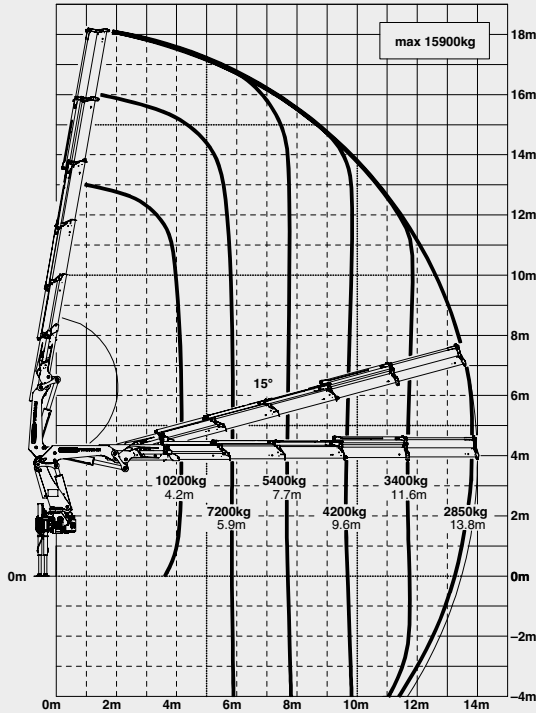 max 15900kg
18m
16m
14m
12m
10m
8m
6m
4m
2m
0m
−2m
−4m
15°
10200kg
4.2m
7200kg
5.9m
5400kg
7.7m
4200kg
9.6m
3400kg
11.6m
2850kg
13.8m
0m
0m
2m
4m
6m
8m
10m
12m
14m